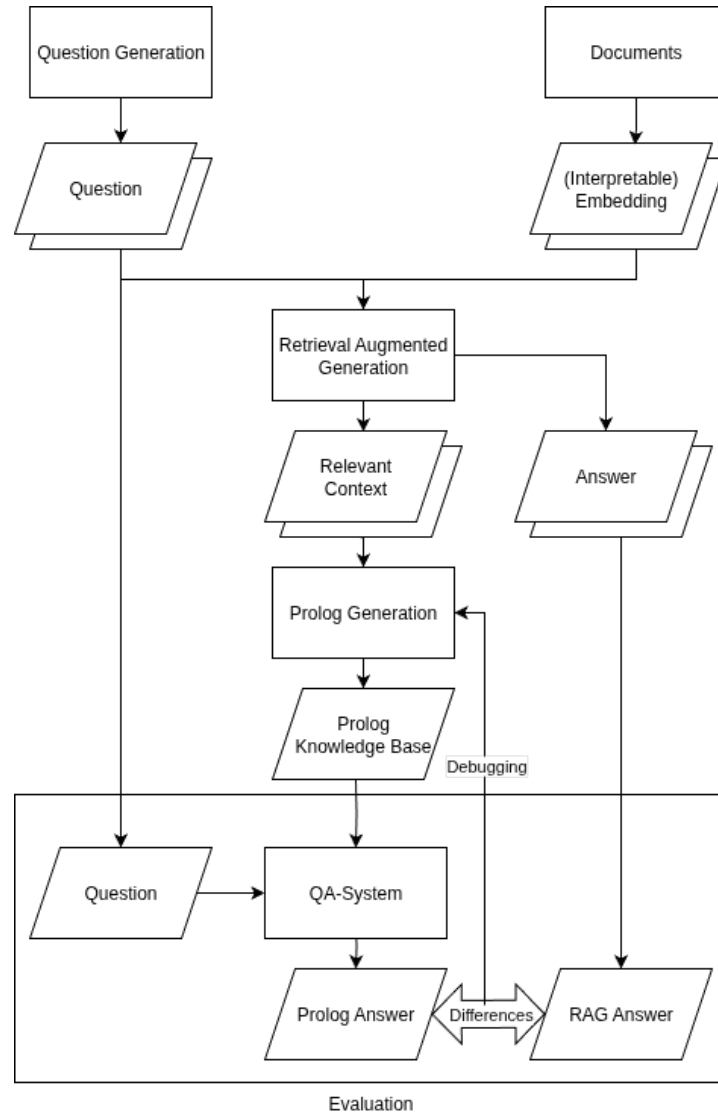 Question Generation
Documents
Question
(Interpretable)
Embedding
Retrieval Augmented
Generation
Relevant
Context
Answer
Prolog Generation
Prolog
Knowledge Base
Debugging
Question
QA-System
Prolog Answer
Differences
RAG Answer
Evaluation